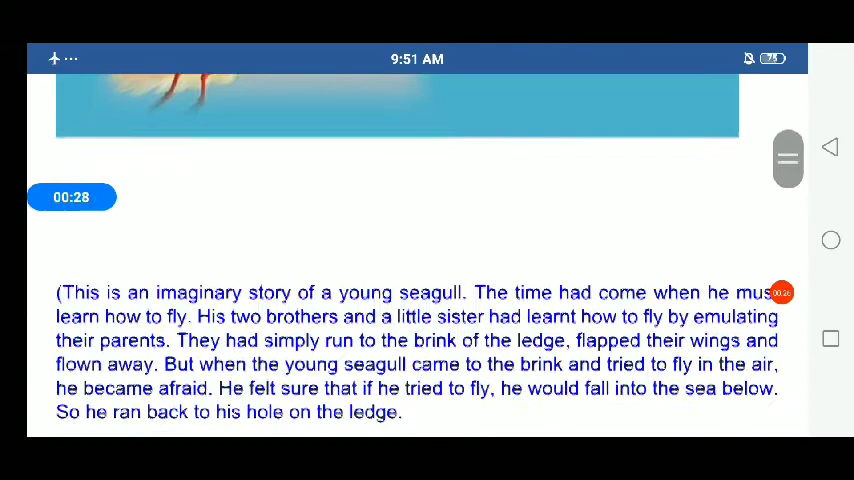 9:51 AM
75
00:28
(This is an imaginary story of a young seagull. The time had come when he mus
00:26
learn how to fly. His two brothers and a little sister had learnt how to fly by emulating
their parents. They had simply run to the brink of the ledge, flapped their wings and
flown away. But when the young seagull came to the brink and tried to fly in the air,
he became afraid. He felt sure that if he tried to fly, he would fall into the sea below.
So he ran back to his hole on the ledge.